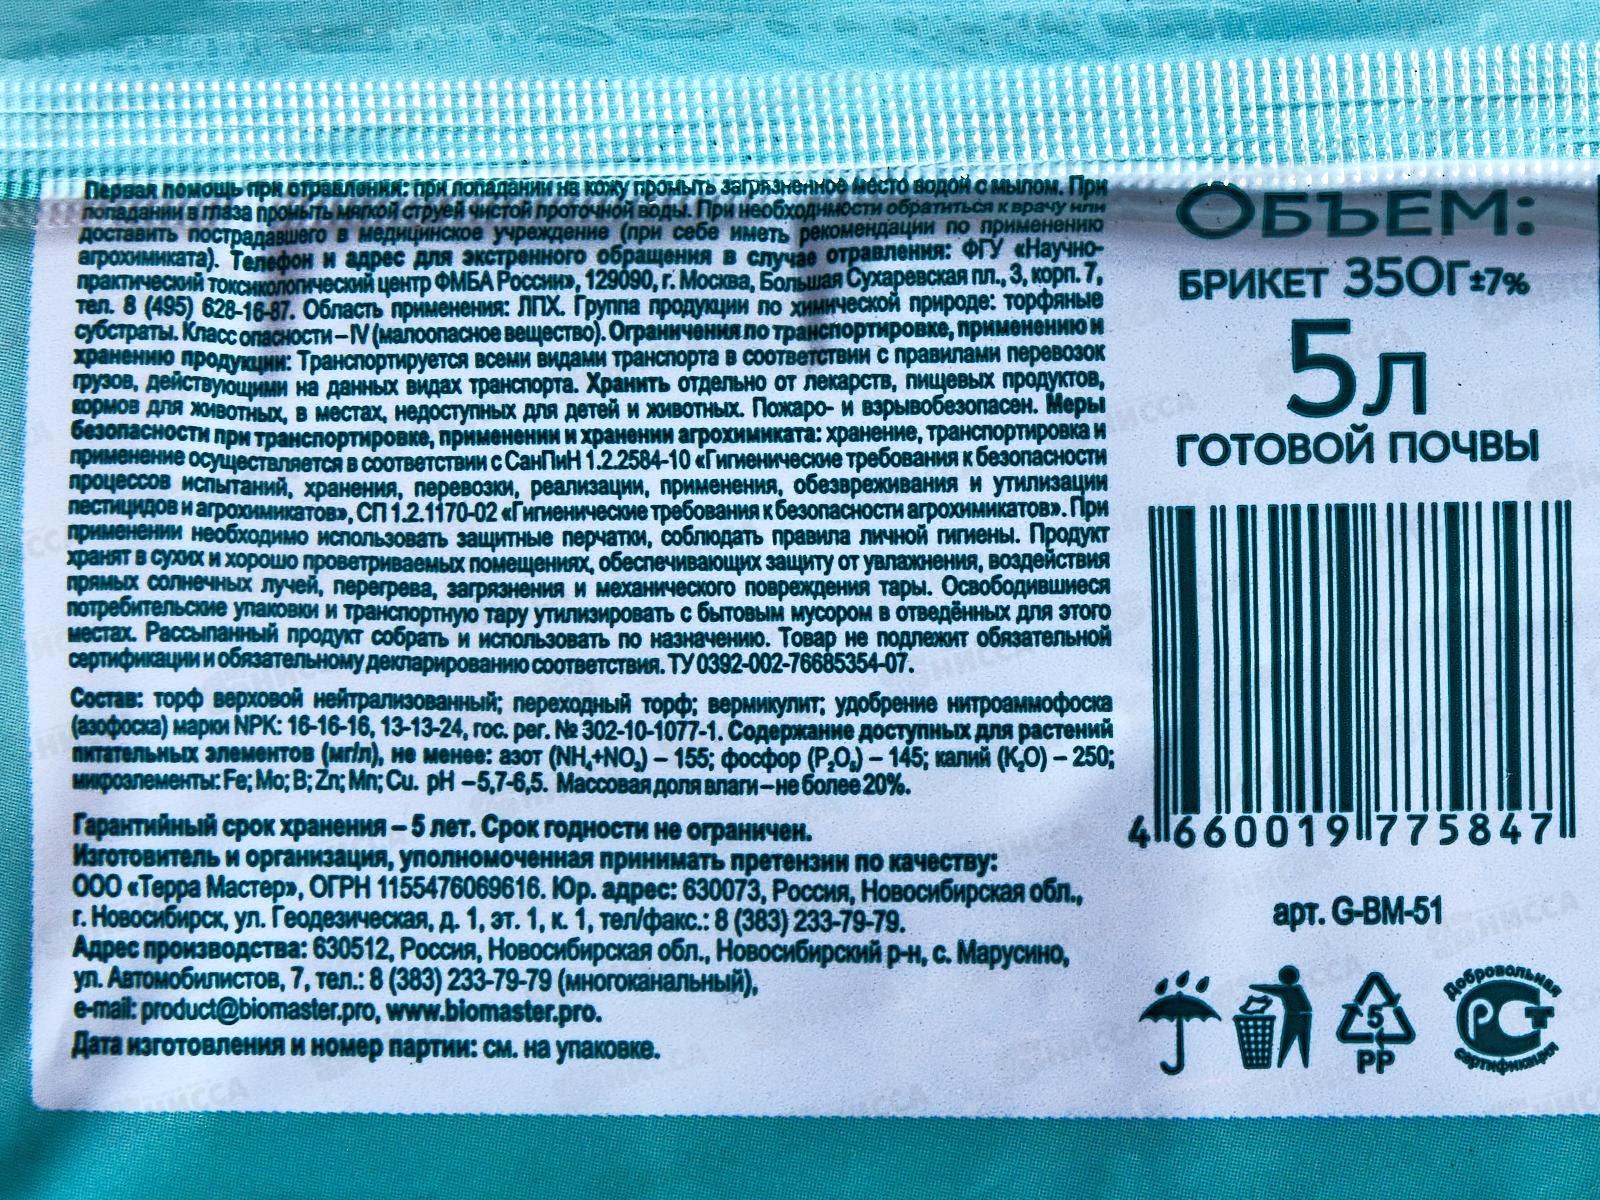 Первая помощь при отравлении: при попадании на кожу промыть загрязненное место водой с мылом. При
попадании в глаза промыть мягкой струей чистой проточной воды. При необходимости обратиться к врачу или
доставить пострадавшего в медицинское учреждение (при себе иметь рекомендации по применению
агрохимиката). Телефон и адрес для экстренного обращения в случае отравления: ФГУ «Научно-
практический токсикологический центр ФМБА России», 129090, г. Москва, Большая Сухаревская пл., 3, корп. 7,
тел. 8 (495) 628-16-87. Область применения: ЛПХ. Группа продукции по химической природе: торфяные
субстраты. Класс опасности – IV (малоопасное вещество). Ограничения по транспортировке, применению и
хранению продукции: Транспортируется всеми видами транспорта в соответствии с правилами перевозок
грузов, действующими на данных видах транспорта. Хранить отдельно от лекарств, пищевых продуктов,
кормов для животных, в местах, недоступных для детей и животных. Пожаро- и взрывобезопасен. Меры
безопасности при транспортировке, применении и хранении агрохимиката: хранение, транспортировка и
применение осуществляется в соответствии с СанПиН 1.2.2584-10 «Гигиенические требования к безопасности
процессов испытаний, хранения, перевозки, реализации, применения, обезвреживания и утилизации
пестицидов и агрохимикатов», СП 1.2.1170-02 «Гигиенические требования к безопасности агрохимикатов». При
применении необходимо использовать защитные перчатки, соблюдать правила личной гигиены. Продукт
хранят в сухих и хорошо проветриваемых помещениях, обеспечивающих защиту от увлажнения, воздействия
прямых солнечных лучей, перегрева, загрязнения и механического повреждения тары. Освободившиеся
потребительские упаковки и транспортную тару утилизировать с бытовым мусором в отведённых для этого
местах. Рассыпанный продукт собрать и использовать по назначению. Товар не подлежит обязательной
сертификации и обязательному декларированию соответствия. ТУ 0392-002-76685354-07.
Состав: торф верховой нейтрализованный; переходный торф; вермикулит; удобрение нитроаммофоска
(азофоска) марки NPK: 16-16-16, 13-13-24, гос. рег. № 302-10-1077-1. Содержание доступных для растений
питательных элементов (мг/л), не менее: азот (NH₄+NO₃) – 155; фосфор (P₂O₅) – 145; калий (K₂O) – 250;
микроэлементы: Fe; Mo; B; Zn; Mn; Cu. pH – 5,7-6,5. Массовая доля влаги – не более 20%.
Гарантийный срок хранения – 5 лет. Срок годности не ограничен.
Изготовитель и организация, уполномоченная принимать претензии по качеству:
ООО «Терра Мастер», ОГРН 1155476069616. Юр. адрес: 630073, Россия, Новосибирская обл.,
г. Новосибирск, ул. Геодезическая, д. 1, эт. 1, к. 1, тел/факс.: 8 (383) 233-79-79.
Адрес производства: 630512, Россия, Новосибирская обл., Новосибирский р-н, с. Марусино,
ул. Автомобилистов, 7, тел.: 8 (383) 233-79-79 (многоканальный),
e-mail: product@biomaster.pro, www.biomaster.pro.
Дата изготовления и номер партии: см. на упаковке.
ОБЪЕМ:
БРИКЕТ 350Г±7%
5л
ГОТОВОЙ ПОЧВЫ
4 660019 775847
арт. G-BM-51
5
PP
Добровольная
РСТ
сертификация